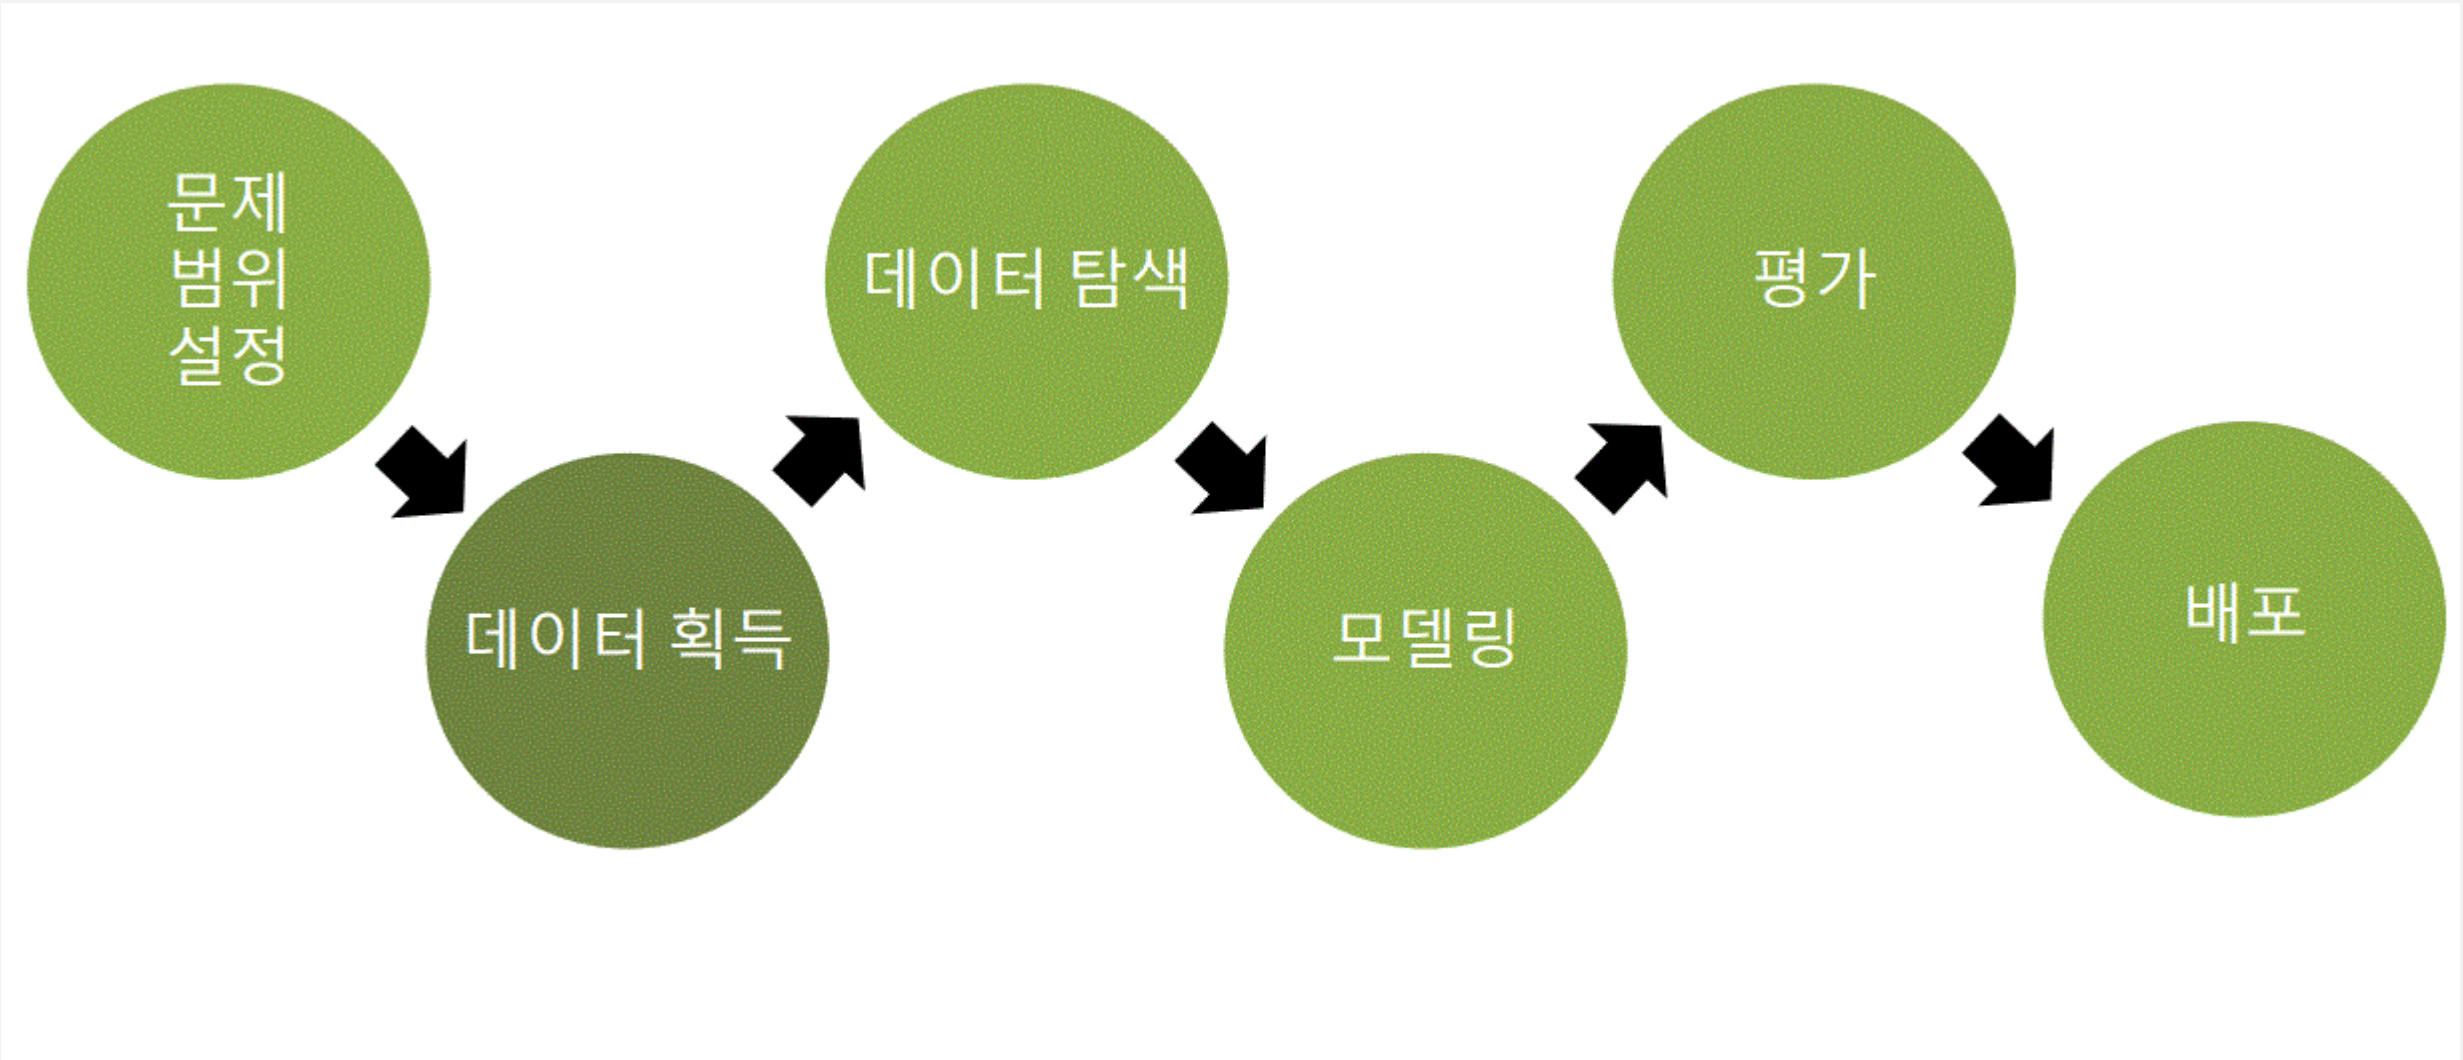 문제
범위
설정
데이터 획득
데이터 탐색
모델링
평가
배포